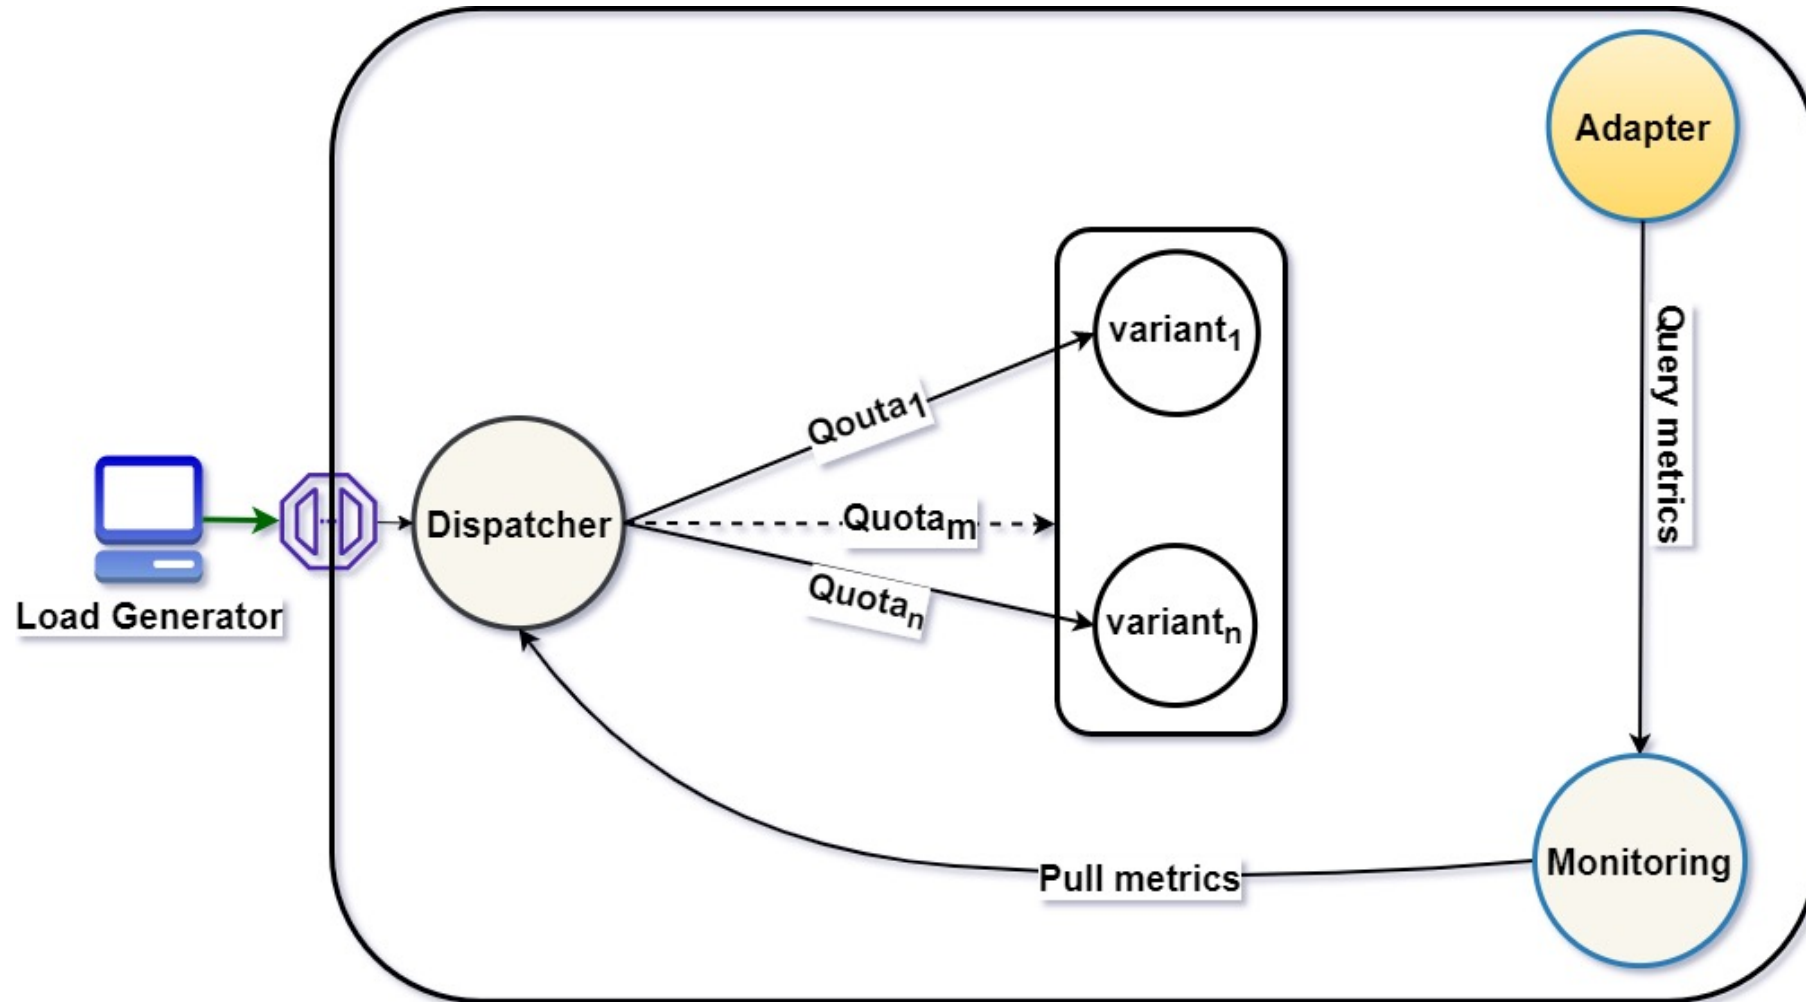 Adapter
variant₁
Qouta₁
Query metrics
Dispatcher
Quotaₘ
Quotaₙ
variantₙ
Load Generator
Pull metrics
Monitoring